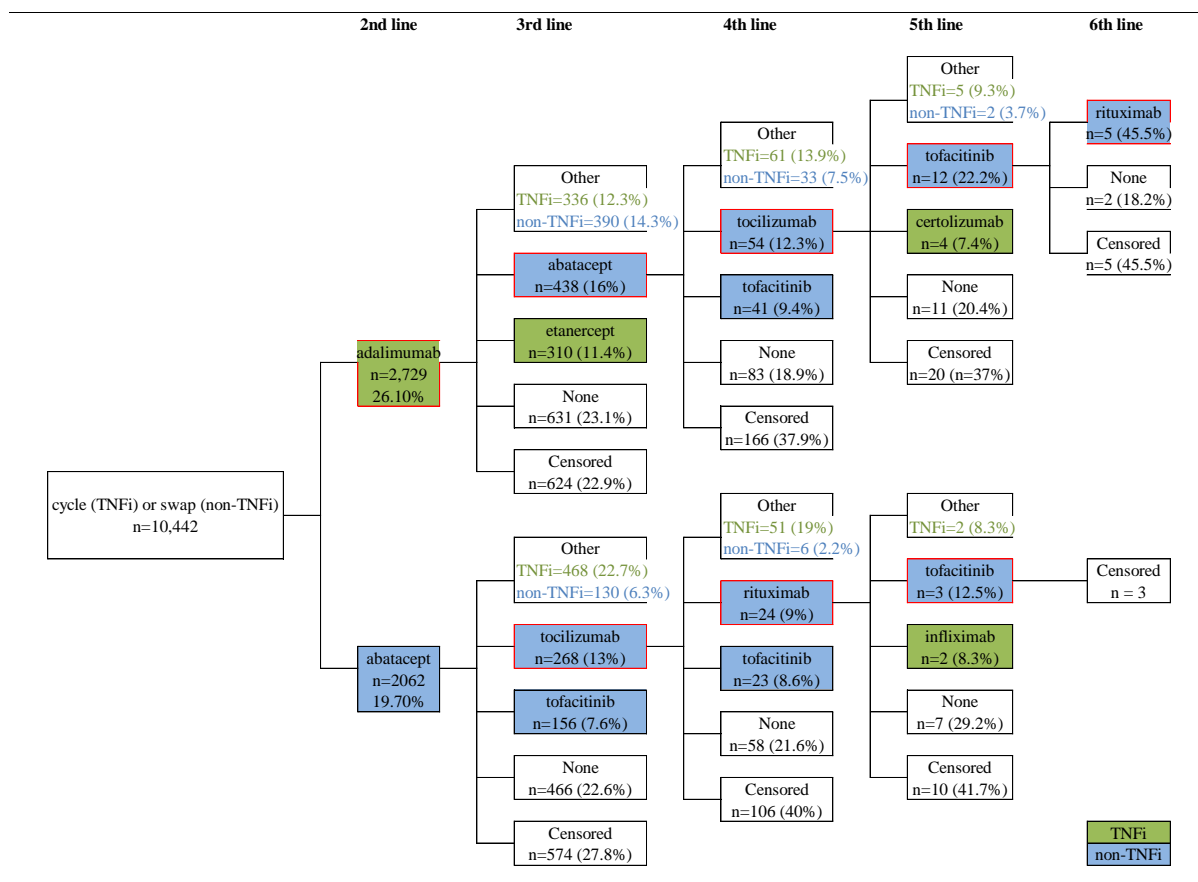 2nd line
3rd line
4th line
5th line
6th line
cycle (TNFi) or swap (non-TNFi)
n=10,442
adalimumab
n=2,729
26.10%
Other
TNFi=336 (12.3%)
non-TNFi=390 (14.3%)
abatacept
n=438 (16%)
etanercept
n=310 (11.4%)
None
n=631 (23.1%)
Censored
n=624 (22.9%)
Other
TNFi=61 (13.9%)
non-TNFi=33 (7.5%)
tocilizumab
n=54 (12.3%)
tofacitinib
n=41 (9.4%)
None
n=83 (18.9%)
Censored
n=166 (37.9%)
Other
TNFi=5 (9.3%)
non-TNFi=2 (3.7%)
tofacitinib
n=12 (22.2%)
certolizumab
n=4 (7.4%)
None
n=11 (20.4%)
Censored
n=20 (n=37%)
rituximab
n=5 (45.5%)
None
n=2 (18.2%)
Censored
n=5 (45.5%)
abatacept
n=2062
19.70%
Other
TNFi=468 (22.7%)
non-TNFi=130 (6.3%)
tocilizumab
n=268 (13%)
tofacitinib
n=156 (7.6%)
None
n=466 (22.6%)
Censored
n=574 (27.8%)
Other
TNFi=51 (19%)
non-TNFi=6 (2.2%)
rituximab
n=24 (9%)
tofacitinib
n=23 (8.6%)
None
n=58 (21.6%)
Censored
n=106 (40%)
Other
TNFi=2 (8.3%)
tofacitinib
n=3 (12.5%)
infliximab
n=2 (8.3%)
None
n=7 (29.2%)
Censored
n=10 (41.7%)
Censored
n = 3
TNFi
non-TNFi